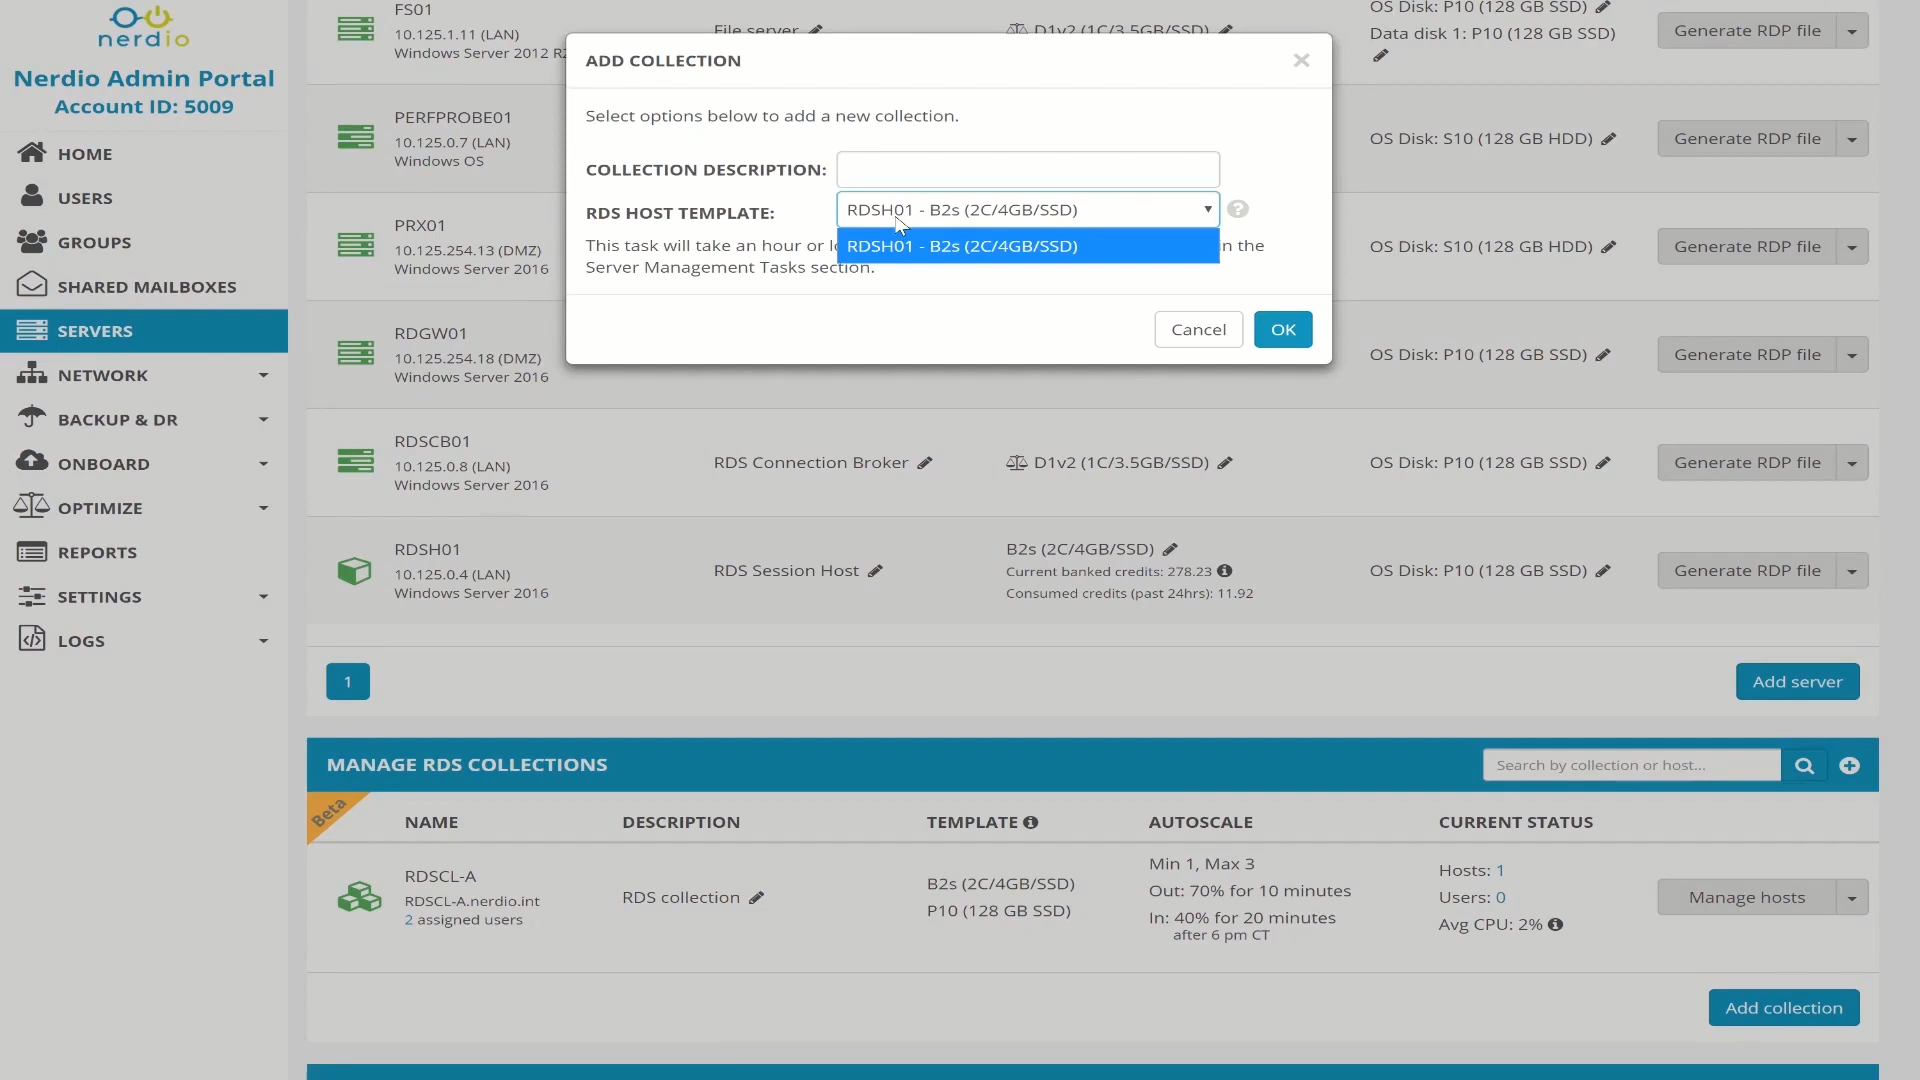 nerdio
Nerdio Admin Portal
Account ID: 5009
HOME
USERS
GROUPS
SHARED MAILBOXES
SERVERS
NETWORK
BACKUP & DR
ONBOARD
OPTIMIZE
REPORTS
SETTINGS
LOGS
FS01
10.125.1.11 (LAN)
Windows Server 2012 R2
File server
D1v2 (1C/3.5GB/SSD)
OS Disk: P10 (128 GB SSD)
Data disk 1: P10 (128 GB SSD)
Generate RDP file
PERFPROBE01
10.125.0.7 (LAN)
Windows OS
OS Disk: S10 (128 GB HDD)
Generate RDP file
PRX01
10.125.254.13 (DMZ)
Windows Server 2016
OS Disk: S10 (128 GB HDD)
Generate RDP file
RDGW01
10.125.254.18 (DMZ)
Windows Server 2016
OS Disk: P10 (128 GB SSD)
Generate RDP file
RDSCB01
10.125.0.8 (LAN)
Windows Server 2016
RDS Connection Broker
D1v2 (1C/3.5GB/SSD)
OS Disk: P10 (128 GB SSD)
Generate RDP file
RDSH01
10.125.0.4 (LAN)
Windows Server 2016
RDS Session Host
B2s (2C/4GB/SSD)
Current banked credits: 278.23
Consumed credits (past 24hrs): 11.92
OS Disk: P10 (128 GB SSD)
Generate RDP file
1
Add server
ADD COLLECTION
Select options below to add a new collection.
COLLECTION DESCRIPTION:
RDS HOST TEMPLATE:
RDSH01 - B2s (2C/4GB/SSD)
RDSH01 - B2s (2C/4GB/SSD)
This task will take an hour or in the
Server Management Tasks section.
Cancel
OK
MANAGE RDS COLLECTIONS
Search by collection or host...
Beta
NAME
DESCRIPTION
TEMPLATE
AUTOSCALE
CURRENT STATUS
RDSCL-A
RDSCL-A.nerdio.int
2 assigned users
RDS collection
B2s (2C/4GB/SSD)
P10 (128 GB SSD)
Min 1, Max 3
Out: 70% for 10 minutes
In: 40% for 20 minutes
after 6 pm CT
Hosts: 1
Users: 0
Avg CPU: 2%
Manage hosts
Add collection